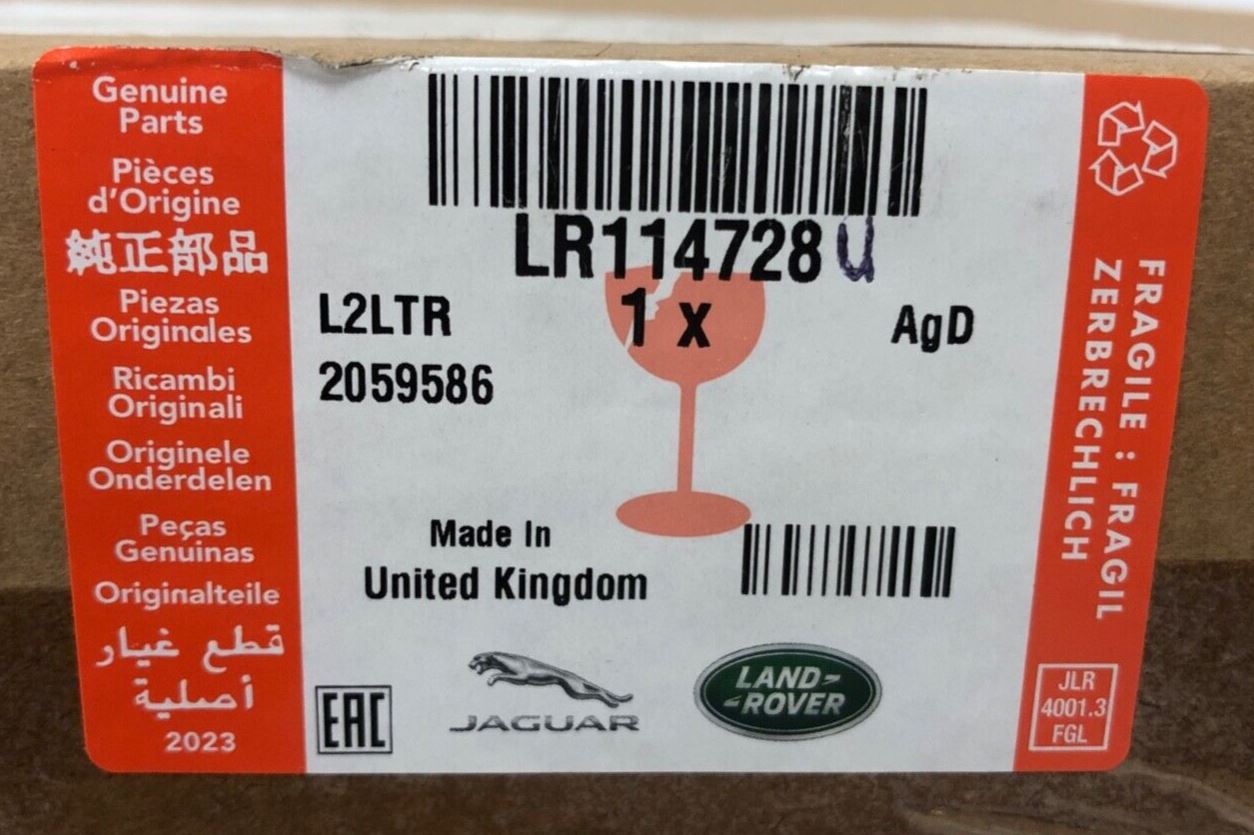 Genuine
Parts
Pièces
d'Origine
純正部品
Piezas
Originales
Ricambi
Originali
Originele
Onderdelen
Peças
Genuinas
Originalteile
قطع غيار
أصلية
2023
LR114728 u
1 x
L2LTR
AgD
2059586
Made In
United Kingdom
EAC
JAGUAR
LAND-
-ROVER
FRAGILE : FRAGIL
ZERBRECHLICH
JLR
4001.3
FGL